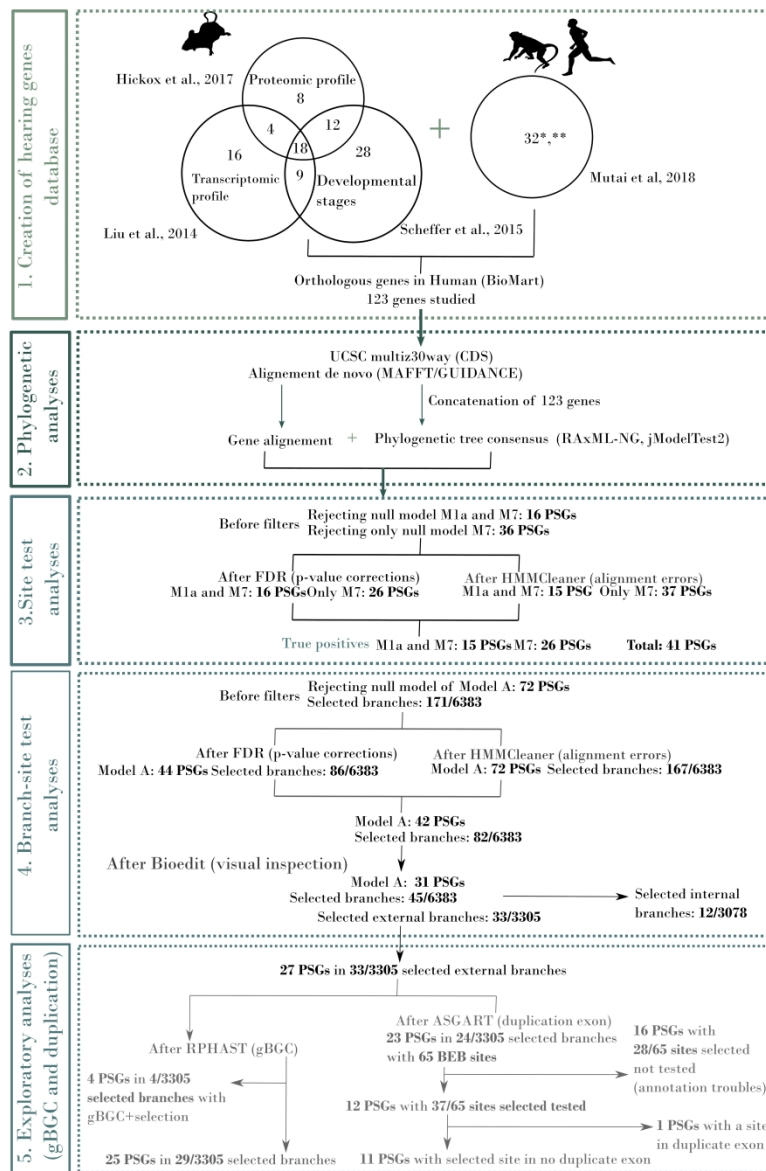 1. Creation of hearing genes database
Hickox et al., 2017
Proteomic profile
8
4
12
18
16
Transcriptomic profile
9
28
Developmental stages
Liu et al., 2014
Scheffer et al., 2015
+
32*,**
Mutai et al, 2018
Orthologous genes in Human (BioMart)
123 genes studied
2. Phylogenetic analyses
UCSC multiz30way (CDS)
Alignement de novo (MAFFT/GUIDANCE)
Concatenation of 123 genes
Gene alignement + Phylogenetic tree consensus (RAxML-NG, jModelTest2)
3.Site test analyses
Before filters
Rejecting null model M1a and M7: 16 PSGs
Rejecting only null model M7: 36 PSGs
After FDR (p-value corrections)
M1a and M7: 16 PSGsOnly M7: 26 PSGs
After HMMCleaner (alignment errors)
M1a and M7: 15 PSG Only M7: 37 PSGs
True positives M1a and M7: 15 PSGs M7: 26 PSGs Total: 41 PSGs
4. Branch-site test analyses
Before filters
Rejecting null model of Model A: 72 PSGs
Selected branches: 171/6383
After FDR (p-value corrections)
Model A: 44 PSGs Selected branches: 86/6383
After HMMCleaner (alignment errors)
Model A: 72 PSGs Selected branches: 167/6383
Model A: 42 PSGs
Selected branches: 82/6383
After Bioedit (visual inspection)
Model A: 31 PSGs
Selected branches: 45/6383
Selected external branches: 33/3305
Selected internal
branches: 12/3078
5. Exploratory analyses (gBGC and duplication)
27 PSGs in 33/3305 selected external branches
After RPHAST (gBGC)
4 PSGs in 4/3305
selected branches with
gBGC+selection
25 PSGs in 29/3305 selected branches
After ASGART (duplication exon)
23 PSGs in 24/3305 selected branches
with 65 BEB sites
16 PSGs with
28/65 sites selected
not tested
(annotation troubles)
12 PSGs with 37/65 sites selected tested
1 PSGs with a site
in duplicate exon
11 PSGs with selected site in no duplicate exon